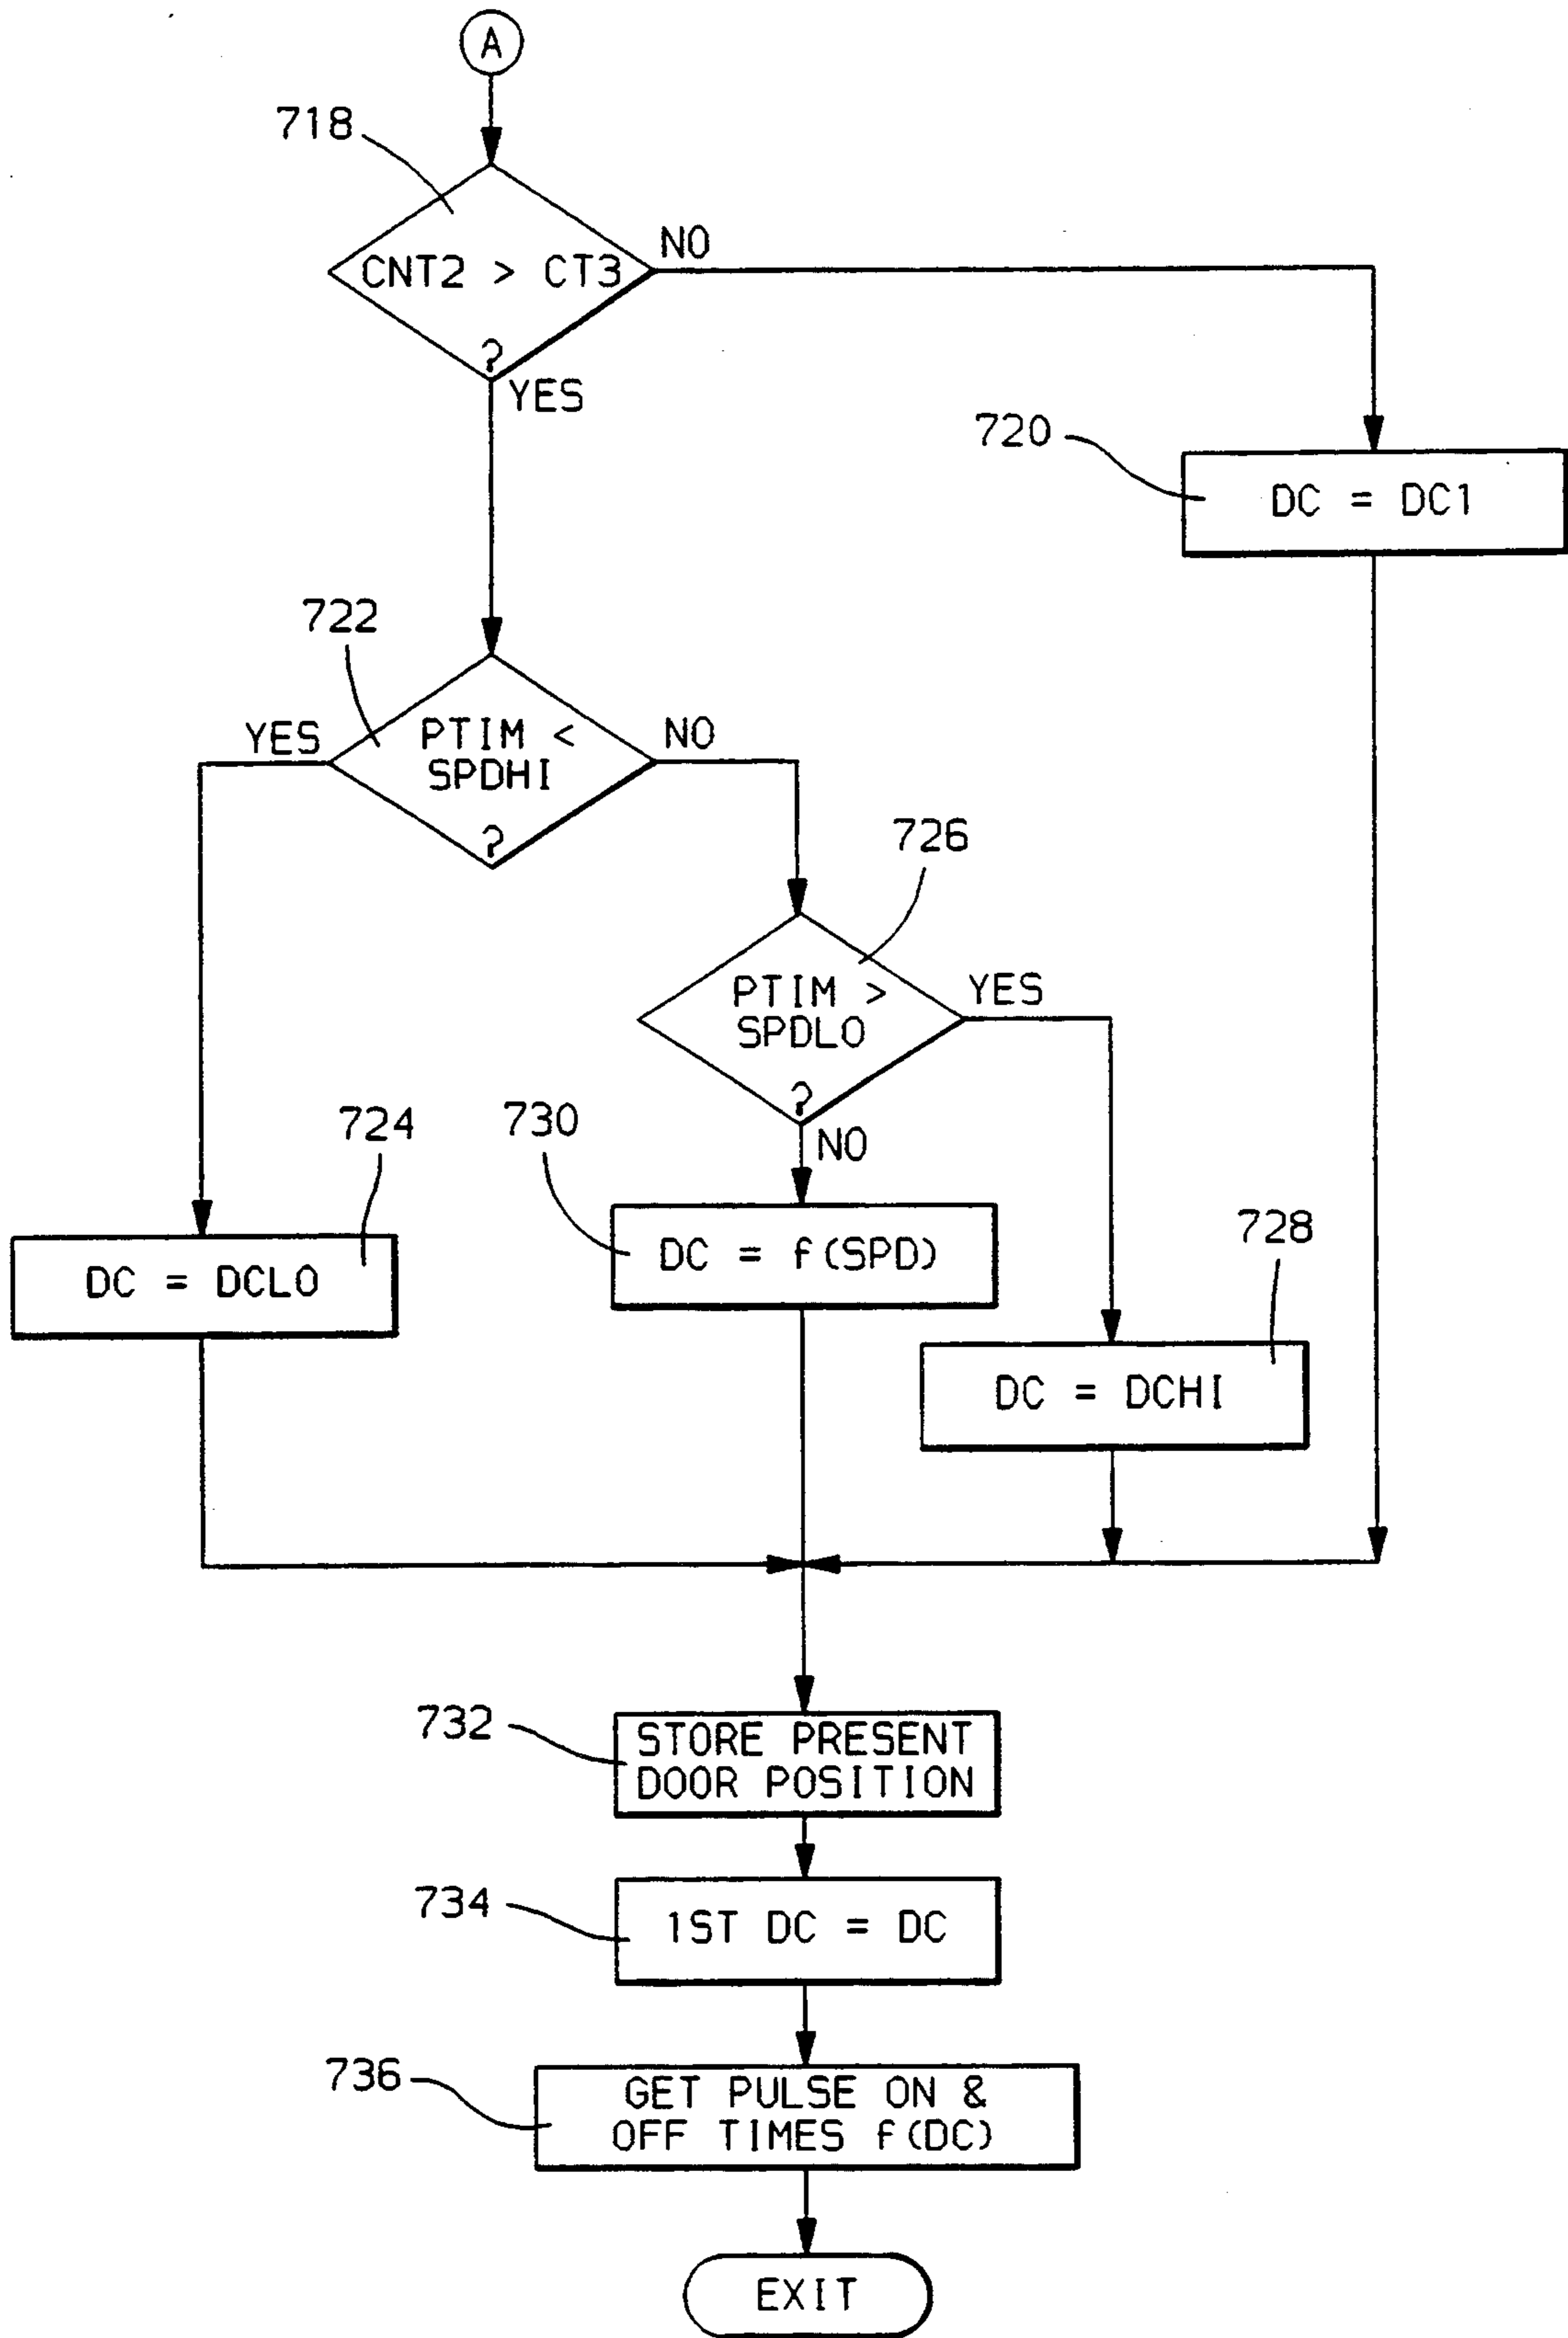 A
718
CNT2 > CT3
?
NO
YES
720
DC = DC1
722
PTIM <
SPDHI
?
YES
NO
726
PTIM >
SPDLO
?
YES
NO
724
DC = DCLO
730
DC = f(SPD)
728
DC = DCHI
732
STORE PRESENT
DOOR POSITION
734
1ST DC = DC
736
GET PULSE ON &
OFF TIMES f(DC)
EXIT